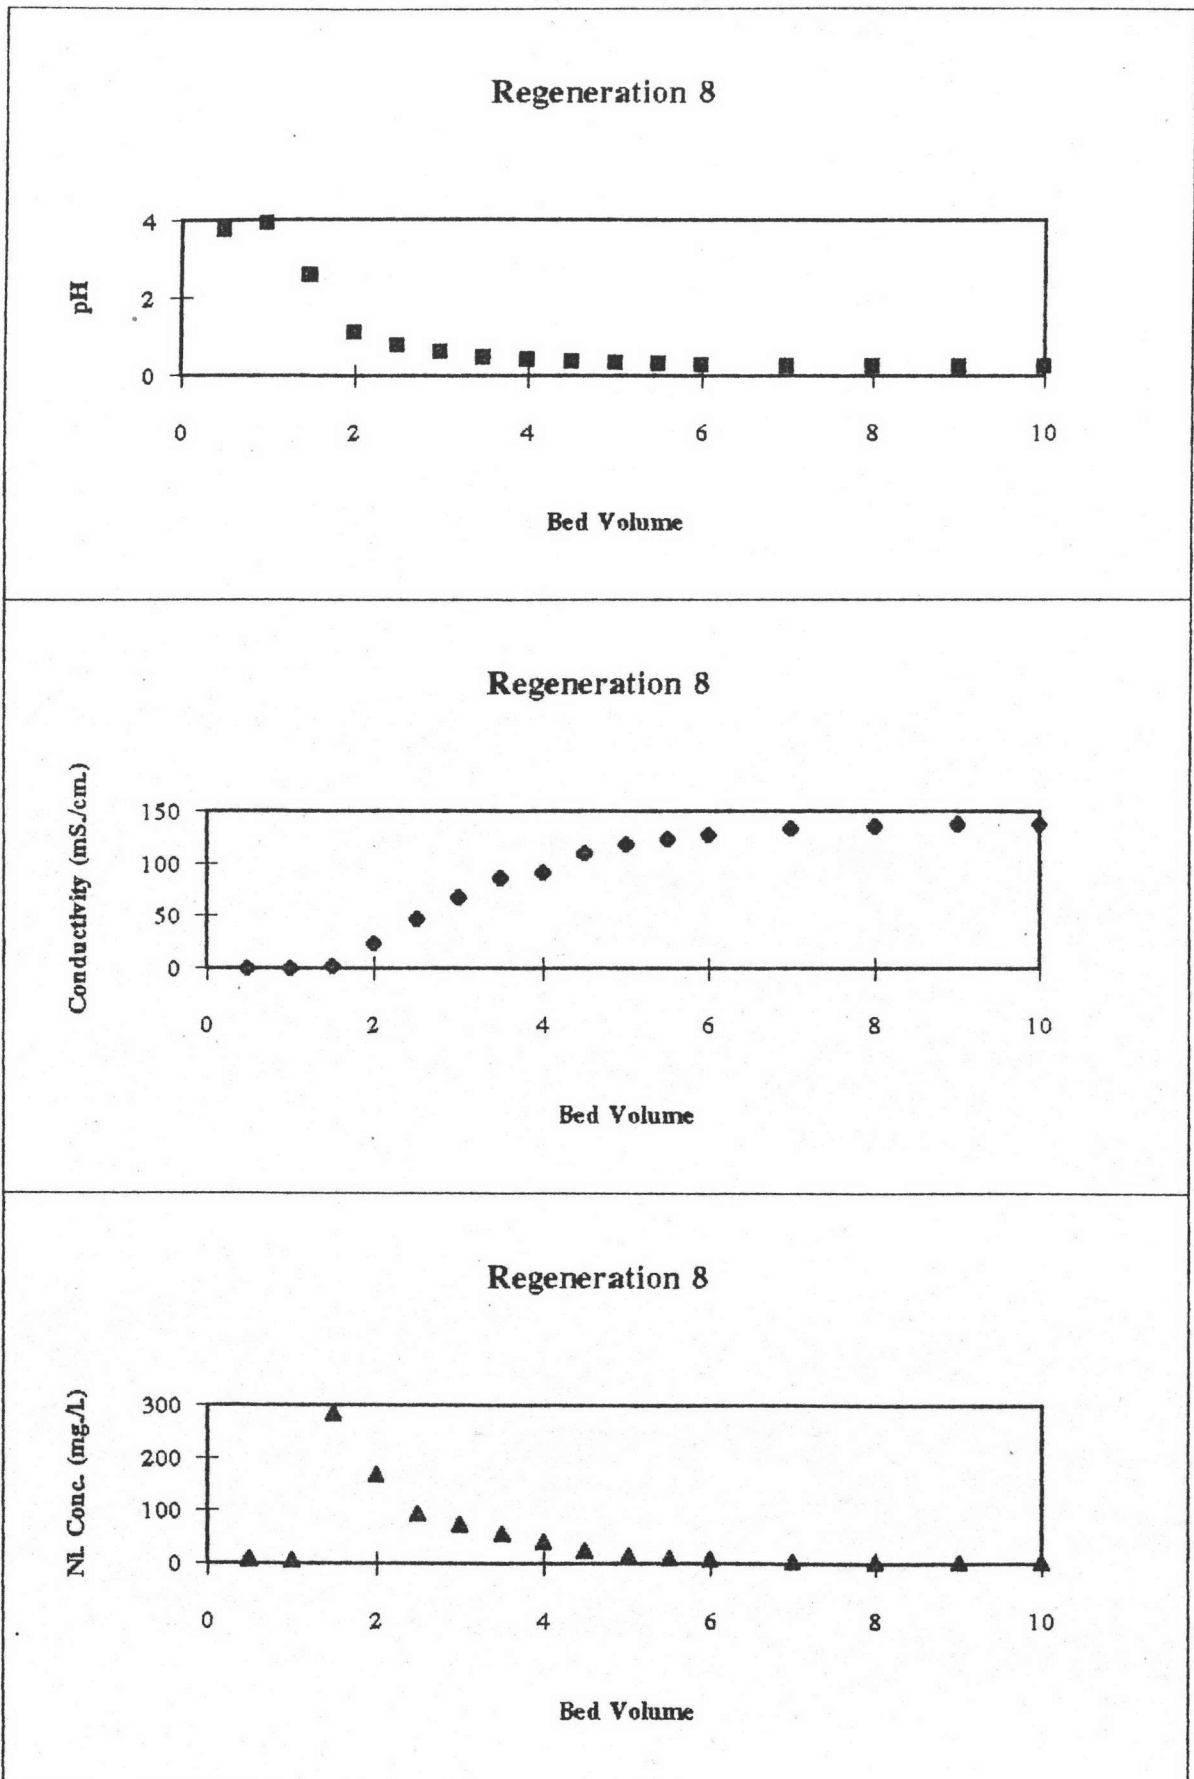 Regeneration 8
4
pH
2
0
0 2 4 6 8 10
Bed Volume
Regeneration 8
Conductivity (mS./cm.)
150
100
50
0
0 2 4 6 8 10
Bed Volume
Regeneration 8
Ni. Conc. (mg./L)
300
200
100
0
0 2 4 6 8 10
Bed Volume